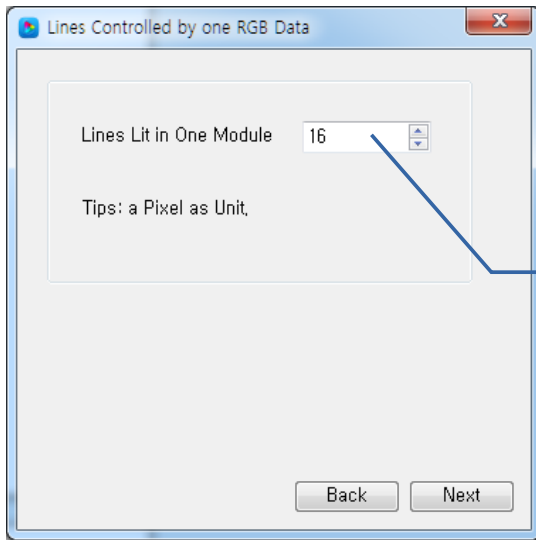 Lines Controlled by one RGB Data
Lines Lit in One Module 16
Tips: a Pixel as Unit,
Back Next